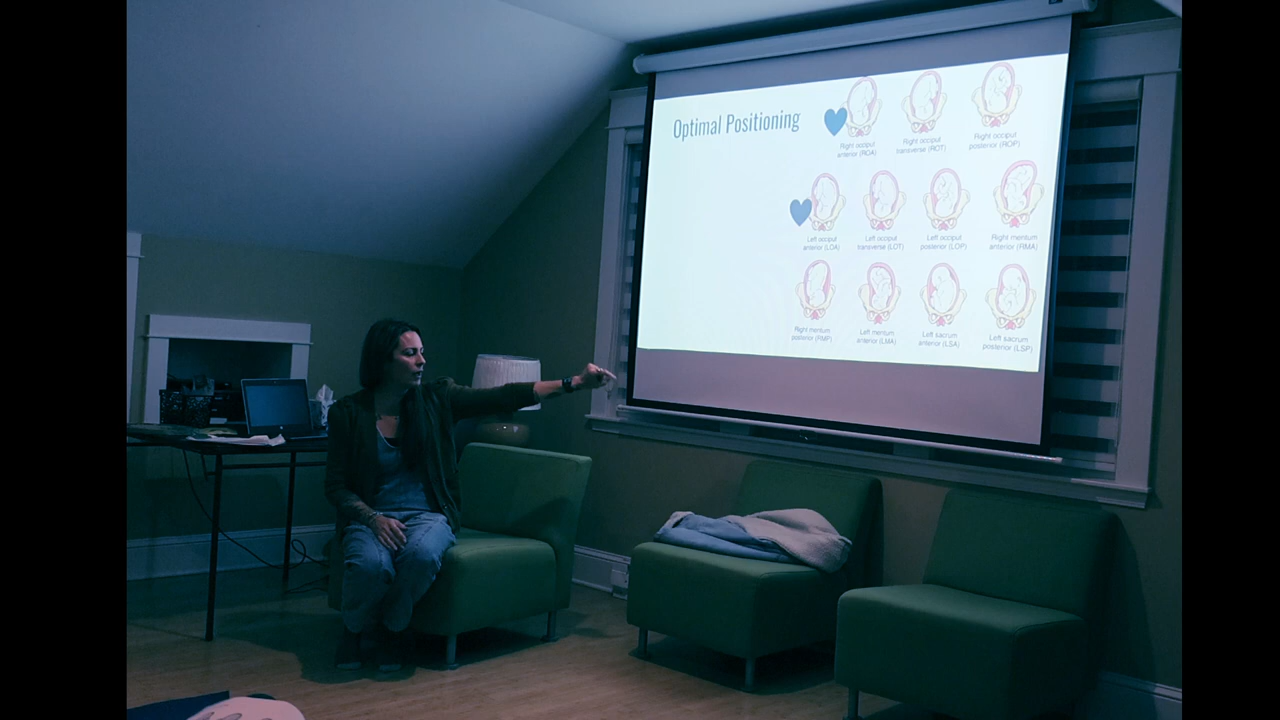 Optimal Positioning
Right occiput
anterior (ROA)
Right occiput
transverse (ROT)
Right occiput
posterior (ROP)
Left occiput
anterior (LOA)
Left occiput
transverse (LOT)
Left occiput
posterior (LOP)
Right mentum
anterior (RMA)
Right mentum
posterior (RMP)
Left mentum
anterior (LMA)
Left sacrum
anterior (LSA)
Left sacrum
posterior (LSP)